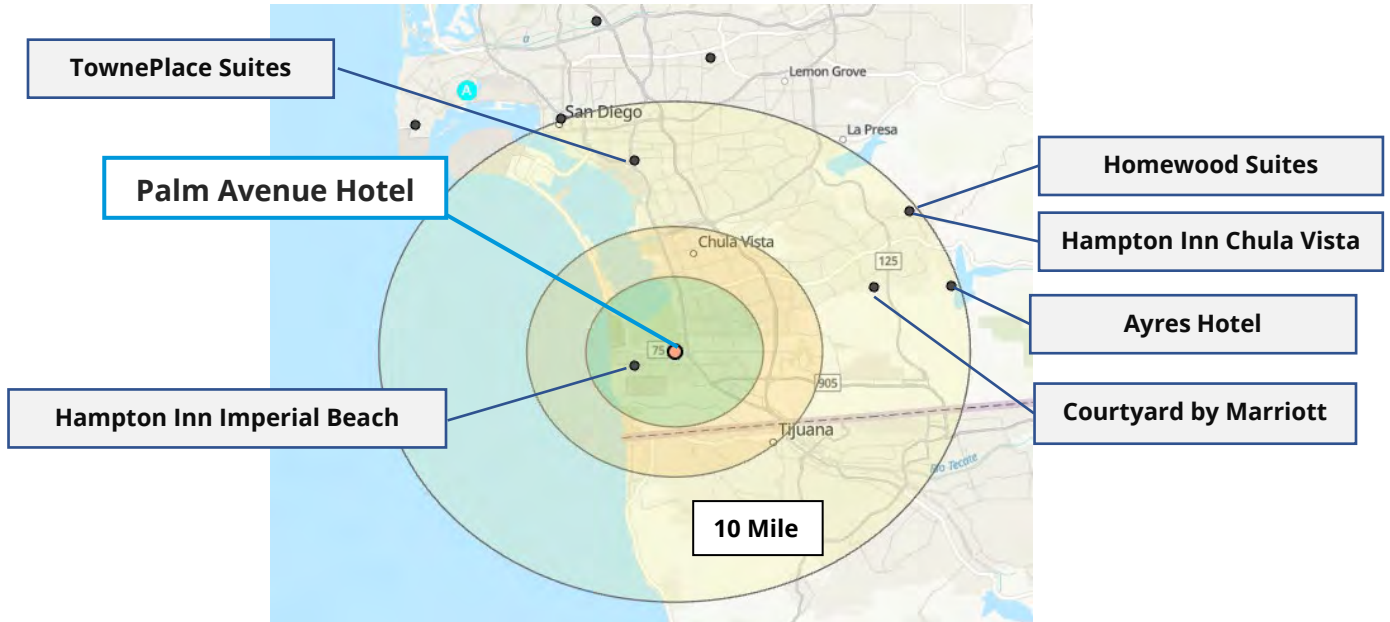 TownePlace Suites
A
Lemon Grove
San Diego
La Presa
Homewood Suites
Palm Avenue Hotel
Hampton Inn Chula Vista
Chula Vista
125
Ayres Hotel
75
905
Hampton Inn Imperial Beach
Courtyard by Marriott
Tijuana
Tecate
10 Mile